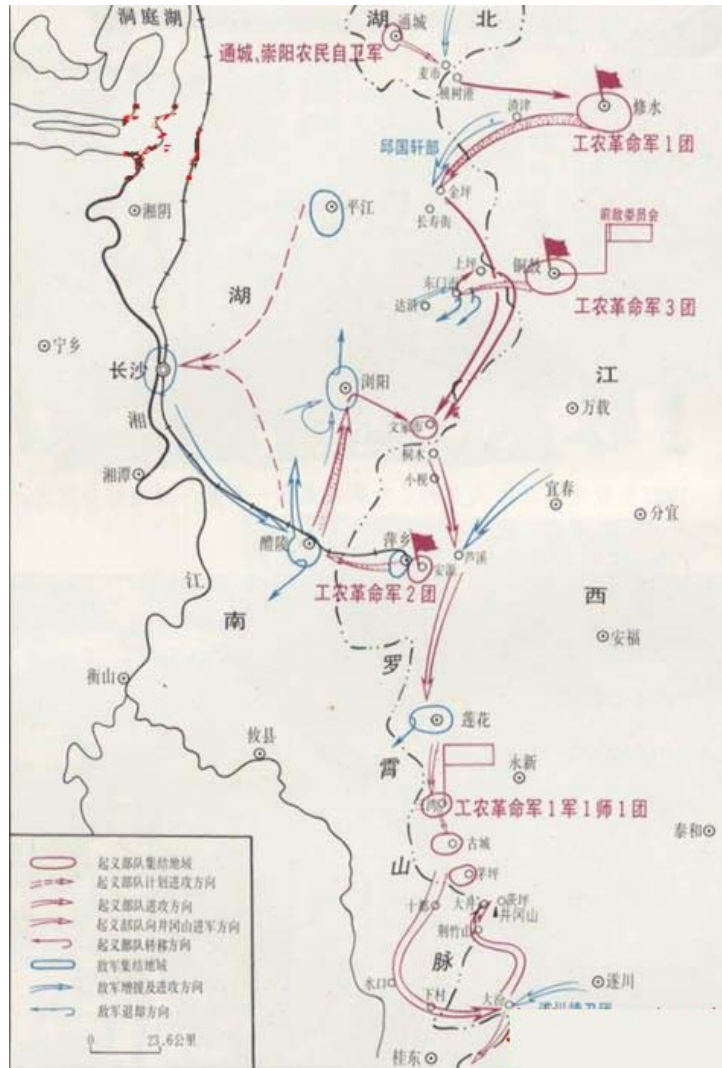 洞庭湖
湖
北
通城
通城、崇阳农民自卫军
麦市
桃树港
渣津
修水
工农革命军1团
邱国轩部
金坪
长寿街
湘阴
平江
前敌委员会
湖
上坪
铜鼓
东门市
达浒
工农革命军3团
宁乡
长沙
浏阳
江
万载
湘
文家市
桐木
小枧
湘潭
宜春
分宜
醴陵
萍乡
安源
芦溪
工农革命军2团
江
南
西
罗
安福
衡山
莲花
攸县
霄
永新
工农革命军1军1师1团
泰和
古城
山
茅坪
十都
大井
茨坪
井冈山
荆竹山
脉
水口
下村
大汾
遂川
桂东
起义部队集结地域
起义部队计划进攻方向
起义部队进攻方向
起义部队向井冈山进军方向
起义部队转移方向
敌军集结地域
敌军增援及进攻方向
敌军退却方向
0 23.6公里